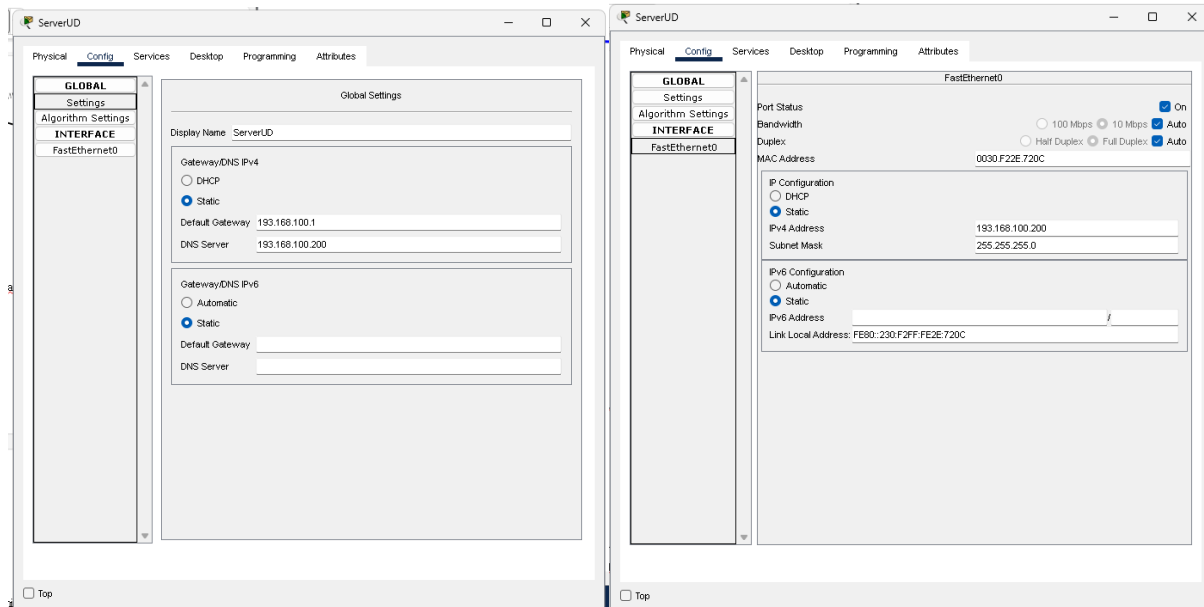 ServerUD
Physical Config Services Desktop Programming Attributes
GLOBAL
Settings
Algorithm Settings
INTERFACE
FastEthernet0
Global Settings
Display Name ServerUD
Gateway/DNS IPv4
DHCP
Static
Default Gateway 193.168.100.1
DNS Server 193.168.100.200
Gateway/DNS IPv6
Automatic
Static
Default Gateway
DNS Server
Top
ServerUD
Physical Config Services Desktop Programming Attributes
GLOBAL
Settings
Algorithm Settings
INTERFACE
FastEthernet0
FastEthernet0
Port Status On
Bandwidth 100 Mbps 10 Mbps Auto
Duplex Half Duplex Full Duplex Auto
MAC Address 0030.F22E.720C
IP Configuration
DHCP
Static
IPv4 Address 193.168.100.200
Subnet Mask 255.255.255.0
IPv6 Configuration
Automatic
Static
IPv6 Address /
Link Local Address: FE80::230:F2FF:FE2E:720C
Top